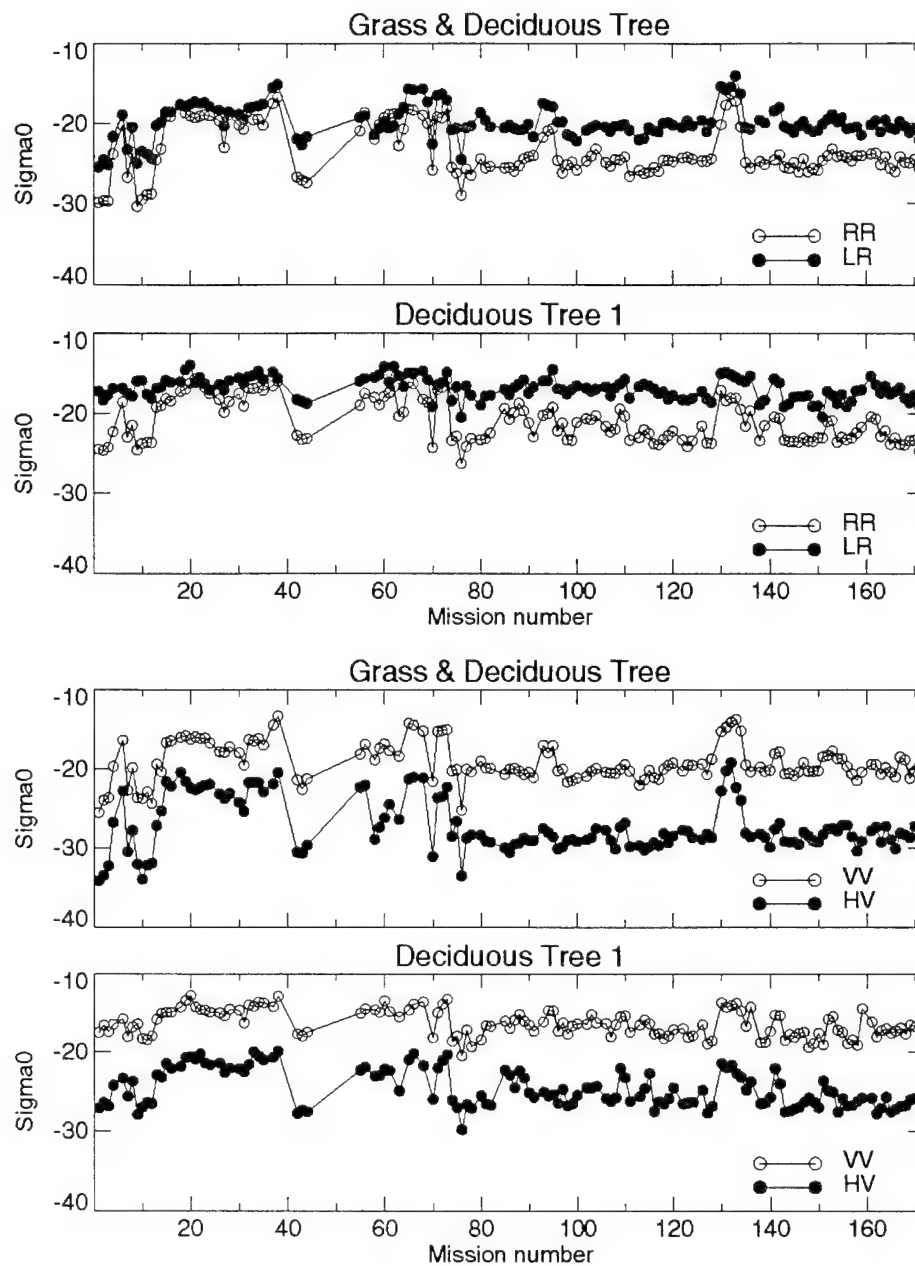 Grass & Deciduous Tree
-10
-20
-30
-40
Sigma0
RR
LR
Deciduous Tree 1
-10
-20
-30
-40
Sigma0
RR
LR
20 40 60 80 100 120 140 160
Mission number
Grass & Deciduous Tree
-10
-20
-30
-40
Sigma0
VV
HV
Deciduous Tree 1
-10
-20
-30
-40
Sigma0
VV
HV
20 40 60 80 100 120 140 160
Mission number